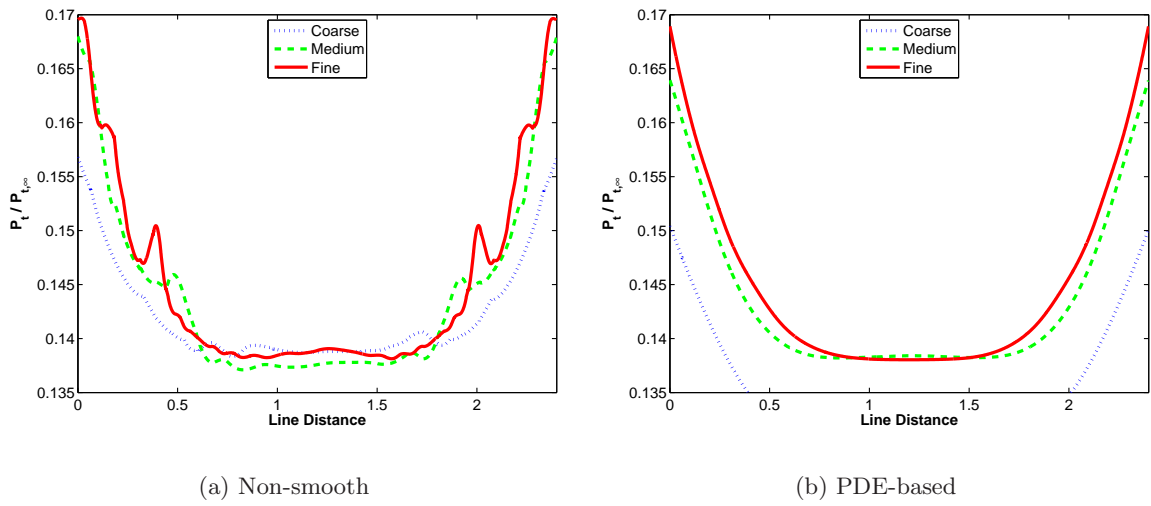 0.17
0.165
0.16
0.155
0.15
0.145
0.14
0.135
P_t / P_t,∞
0 0.5 1 1.5 2
Line Distance
Coarse
Medium
Fine
(a) Non-smooth
0.17
0.165
0.16
0.155
0.15
0.145
0.14
0.135
P_t / P_t,∞
0 0.5 1 1.5 2
Line Distance
Coarse
Medium
Fine
(b) PDE-based